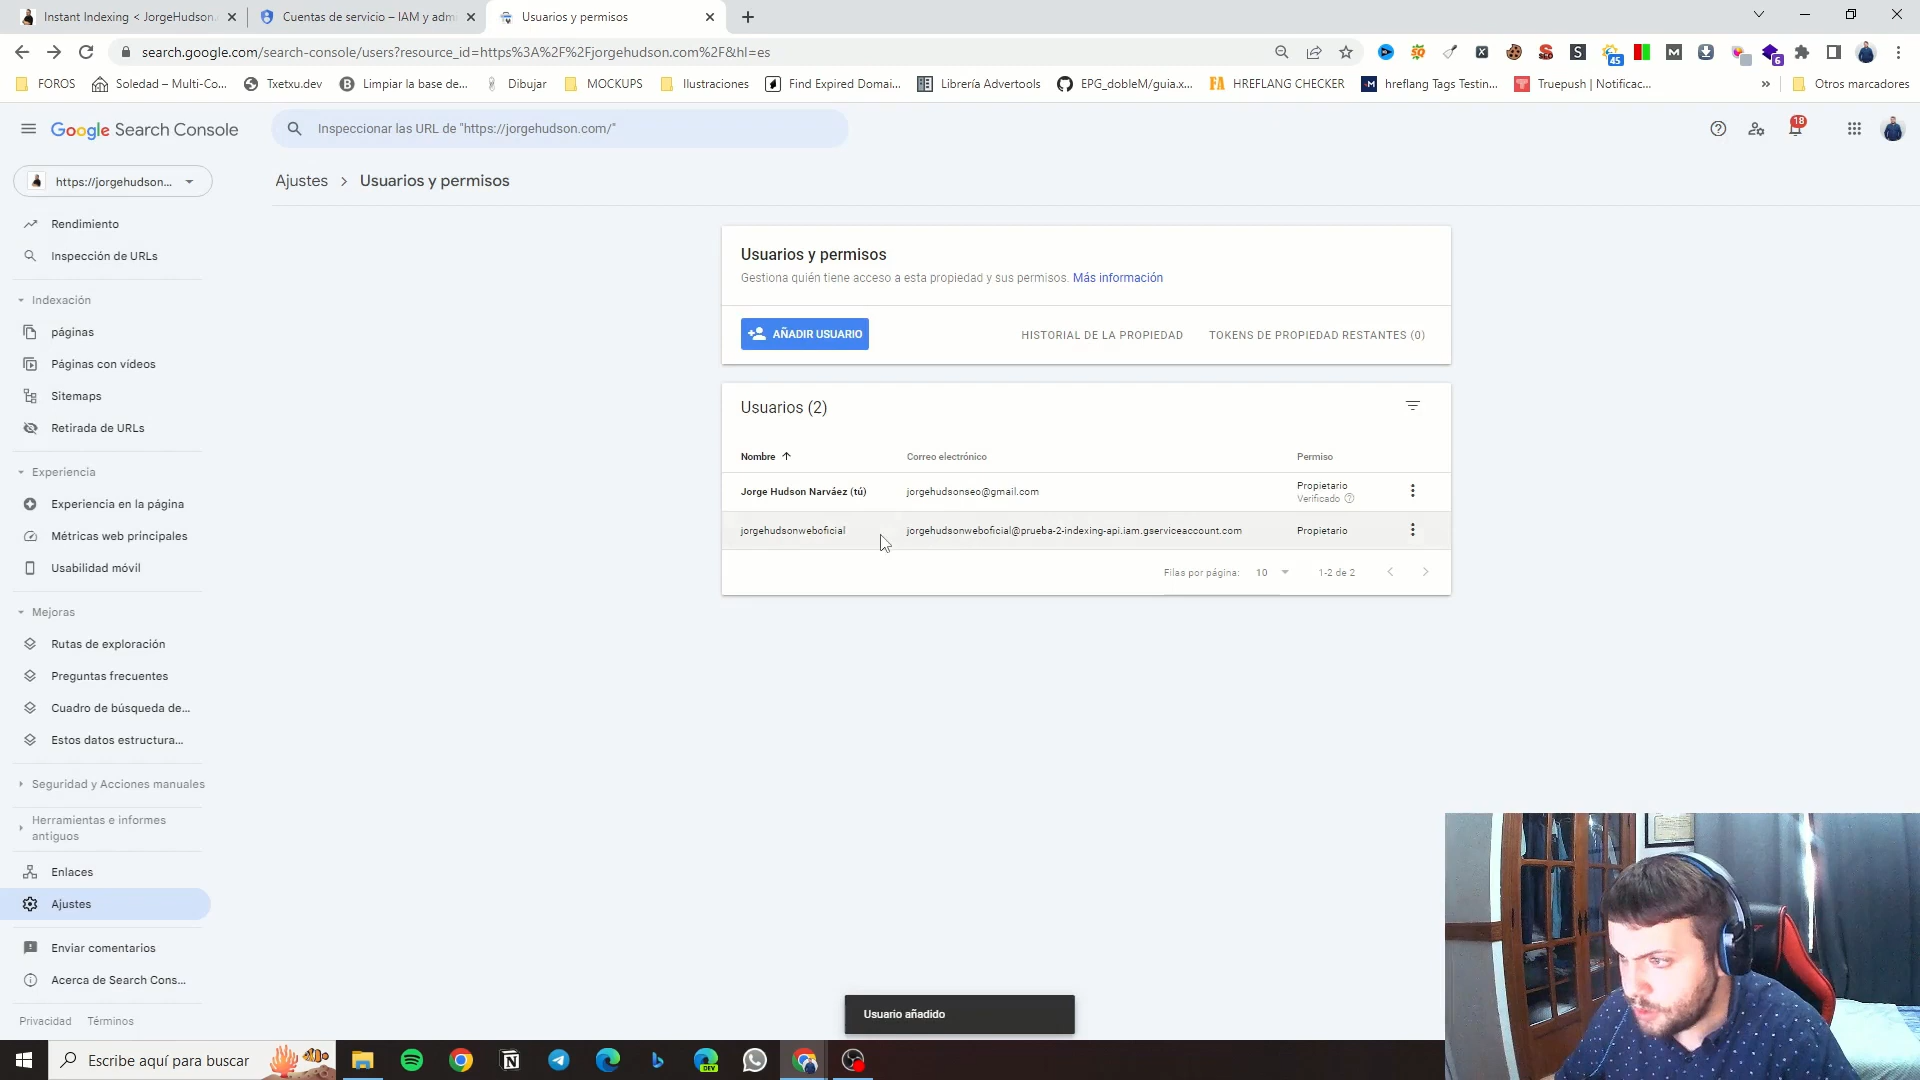 Instant Indexing < JorgeHudson.
Cuentas de servicio – IAM y adm
Usuarios y permisos
search.google.com/search-console/users?resource_id=https%3A%2F%2Fjorgehudson.com%2F&hl=es
45
6
FOROS
Soledad – Multi-Co...
Txetxu.dev
Limpiar la base de...
Dibujar
MOCKUPS
Ilustraciones
Find Expired Domai...
Librería Advertools
EPG_dobleM/guia.x...
HREFLANG CHECKER
hreflang Tags Testin...
Truepush | Notificac...
»
Otros marcadores
Google Search Console
Inspeccionar las URL de "https://jorgehudson.com/"
18
https://jorgehudson...
Ajustes > Usuarios y permisos
Rendimiento
Inspección de URLs
Indexación
páginas
Páginas con vídeos
Sitemaps
Retirada de URLs
Experiencia
Experiencia en la página
Métricas web principales
Usabilidad móvil
Mejoras
Rutas de exploración
Preguntas frecuentes
Cuadro de búsqueda de...
Estos datos estructura...
Seguridad y Acciones manuales
Herramientas e informes
antiguos
Enlaces
Ajustes
Enviar comentarios
Acerca de Search Cons...
Privacidad Términos
Usuarios y permisos
Gestiona quién tiene acceso a esta propiedad y sus permisos. Más información
AÑADIR USUARIO
HISTORIAL DE LA PROPIEDAD
TOKENS DE PROPIEDAD RESTANTES (0)
Usuarios (2)
Nombre
Correo electrónico
Permiso
Jorge Hudson Narváez (tú)
jorgehudsonseo@gmail.com
Propietario
Verificado
jorgehudsonweboficial
jorgehudsonweboficial@prueba-2-indexing-api.iam.gserviceaccount.com
Propietario
Filas por página: 10 1-2 de 2
Usuario añadido
Escribe aquí para buscar
DEV